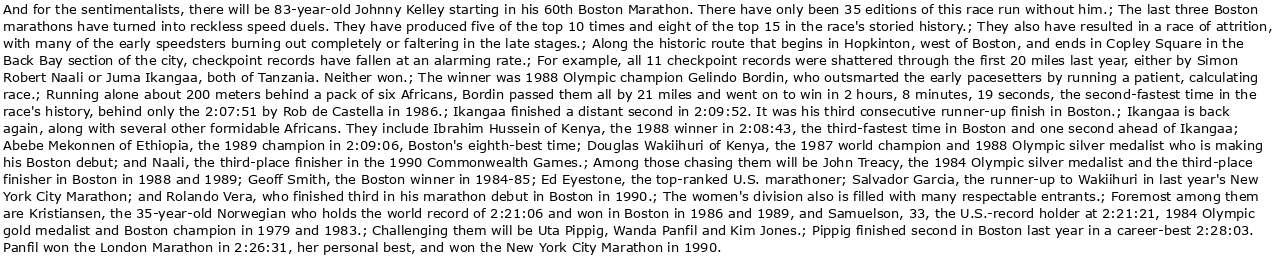 And for the sentimentalists, there will be 83-year-old Johnny Kelley starting in his 60th Boston Marathon. There have only been 35 editions of this race run without him.; The last three Boston
marathons have turned into reckless speed duels. They have produced five of the top 10 times and eight of the top 15 in the race's storied history.; They also have resulted in a race of attrition,
with many of the early speedsters burning out completely or faltering in the late stages.; Along the historic route that begins in Hopkinton, west of Boston, and ends in Copley Square in the
Back Bay section of the city, checkpoint records have fallen at an alarming rate.; For example, all 11 checkpoint records were shattered through the first 20 miles last year, either by Simon
Robert Naali or Juma Ikangaa, both of Tanzania. Neither won.; The winner was 1988 Olympic champion Gelindo Bordin, who outsmarted the early pacesetters by running a patient, calculating
race.; Running alone about 200 meters behind a pack of six Africans, Bordin passed them all by 21 miles and went on to win in 2 hours, 8 minutes, 19 seconds, the second-fastest time in the
race's history, behind only the 2:07:51 by Rob de Castella in 1986.; Ikangaa finished a distant second in 2:09:52. It was his third consecutive runner-up finish in Boston.; Ikangaa is back
again, along with several other formidable Africans. They include Ibrahim Hussein of Kenya, the 1988 winner in 2:08:43, the third-fastest time in Boston and one second ahead of Ikangaa;
Abebe Mekonnen of Ethiopia, the 1989 champion in 2:09:06, Boston's eighth-best time; Douglas Wakiihuri of Kenya, the 1987 world champion and 1988 Olympic silver medalist who is making
his Boston debut; and Naali, the third-place finisher in the 1990 Commonwealth Games.; Among those chasing them will be John Treacy, the 1984 Olympic silver medalist and the third-place
finisher in Boston in 1988 and 1989; Geoff Smith, the Boston winner in 1984-85; Ed Eyestone, the top-ranked U.S. marathoner; Salvador Garcia, the runner-up to Wakiihuri in last year's New
York City Marathon; and Rolando Vera, who finished third in his marathon debut in Boston in 1990.; The women's division also is filled with many respectable entrants.; Foremost among them
are Kristiansen, the 35-year-old Norwegian who holds the world record of 2:21:06 and won in Boston in 1986 and 1989, and Samuelson, 33, the U.S.-record holder at 2:21:21, 1984 Olympic
gold medalist and Boston champion in 1979 and 1983.; Challenging them will be Uta Pippig, Wanda Panfil and Kim Jones.; Pippig finished second in Boston last year in a career-best 2:28:03.
Panfil won the London Marathon in 2:26:31, her personal best, and won the New York City Marathon in 1990.